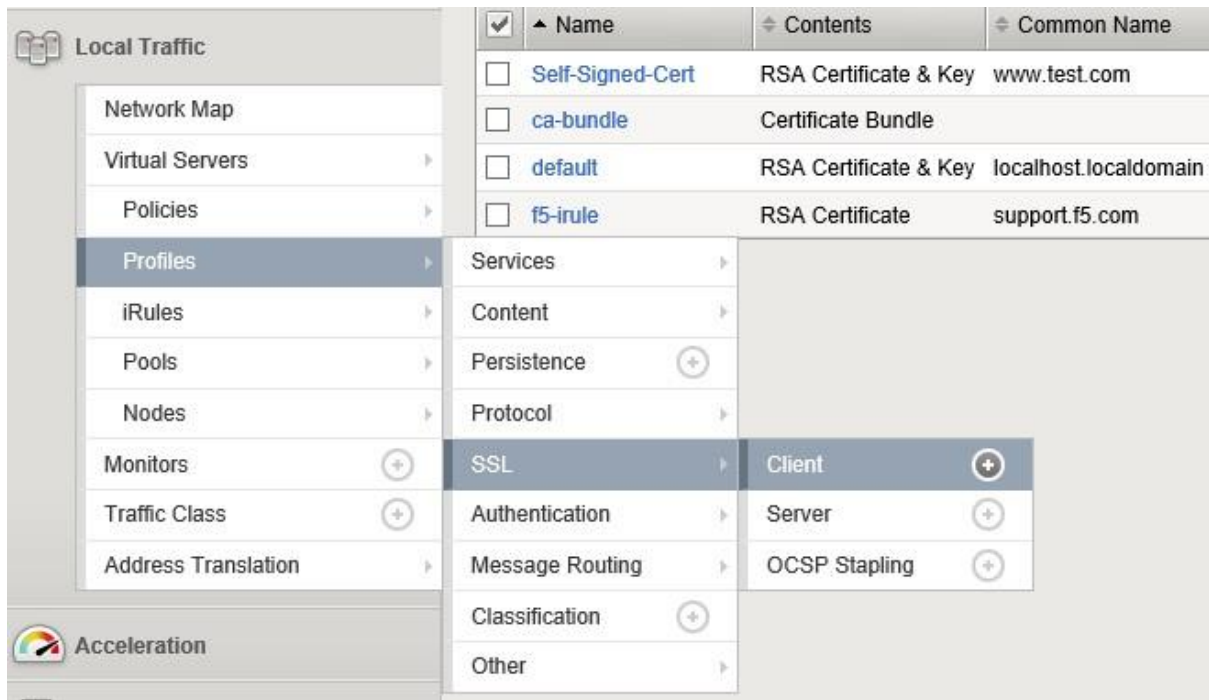 Local Traffic
Network Map
Virtual Servers
Policies
Profiles
iRules
Pools
Nodes
Monitors
Traffic Class
Address Translation
Acceleration
Name Contents Common Name
Self-Signed-Cert RSA Certificate & Key www.test.com
ca-bundle Certificate Bundle
default RSA Certificate & Key localhost.localdomain
f5-irule RSA Certificate support.f5.com
Services
Content
Persistence
Protocol
SSL
Authentication
Message Routing
Classification
Other
Client
Server
OCSP Stapling